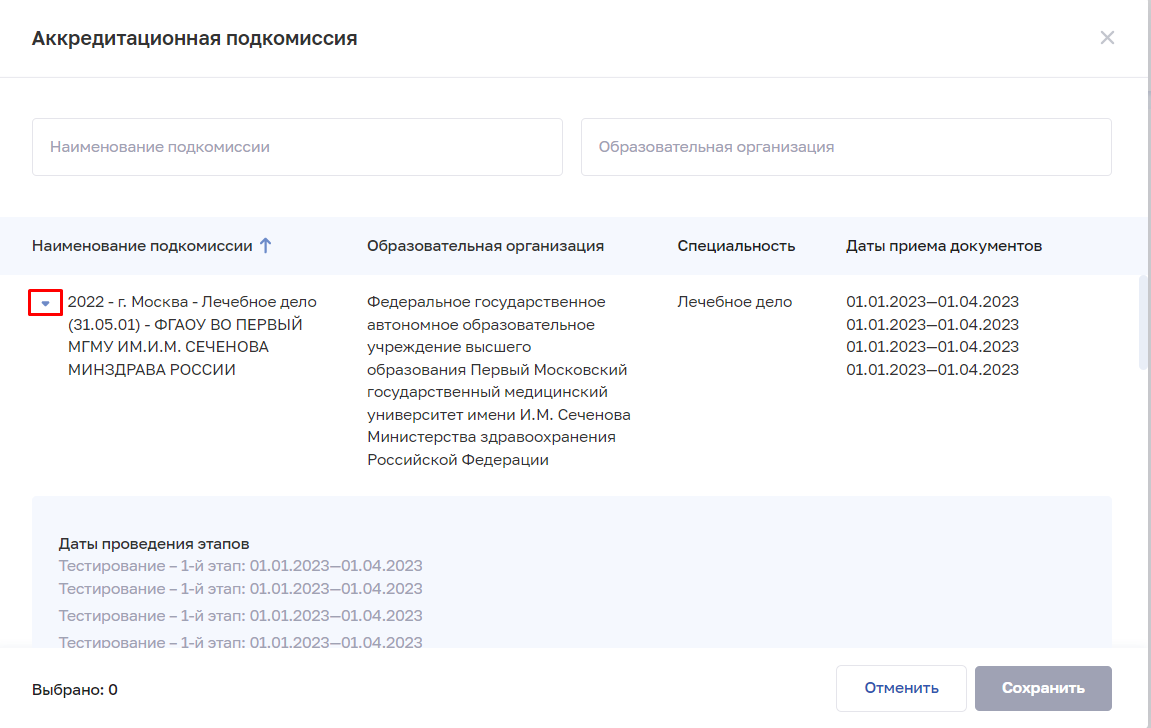 Аккредитационная подкомиссия
Наименование подкомиссии
Образовательная организация
Наименование подкомиссии
Образовательная организация
Специальность
Даты приема документов
2022 - г. Москва - Лечебное дело
(31.05.01) - ФГАОУ ВО ПЕРВЫЙ
МГМУ ИМ.И.М. СЕЧЕНОВА
МИНЗДРАВА РОССИИ
Федеральное государственное
автономное образовательное
учреждение высшего
образования Первый Московский
государственный медицинский
университет имени И.М. Сеченова
Министерства здравоохранения
Российской Федерации
Лечебное дело
01.01.2023—01.04.2023
01.01.2023—01.04.2023
01.01.2023—01.04.2023
01.01.2023—01.04.2023
Даты проведения этапов
Тестирование – 1-й этап: 01.01.2023—01.04.2023
Тестирование – 1-й этап: 01.01.2023—01.04.2023
Тестирование – 1-й этап: 01.01.2023—01.04.2023
Тестирование – 1-й этап: 01.01.2023—01.04.2023
Выбрано: 0
Отменить
Сохранить